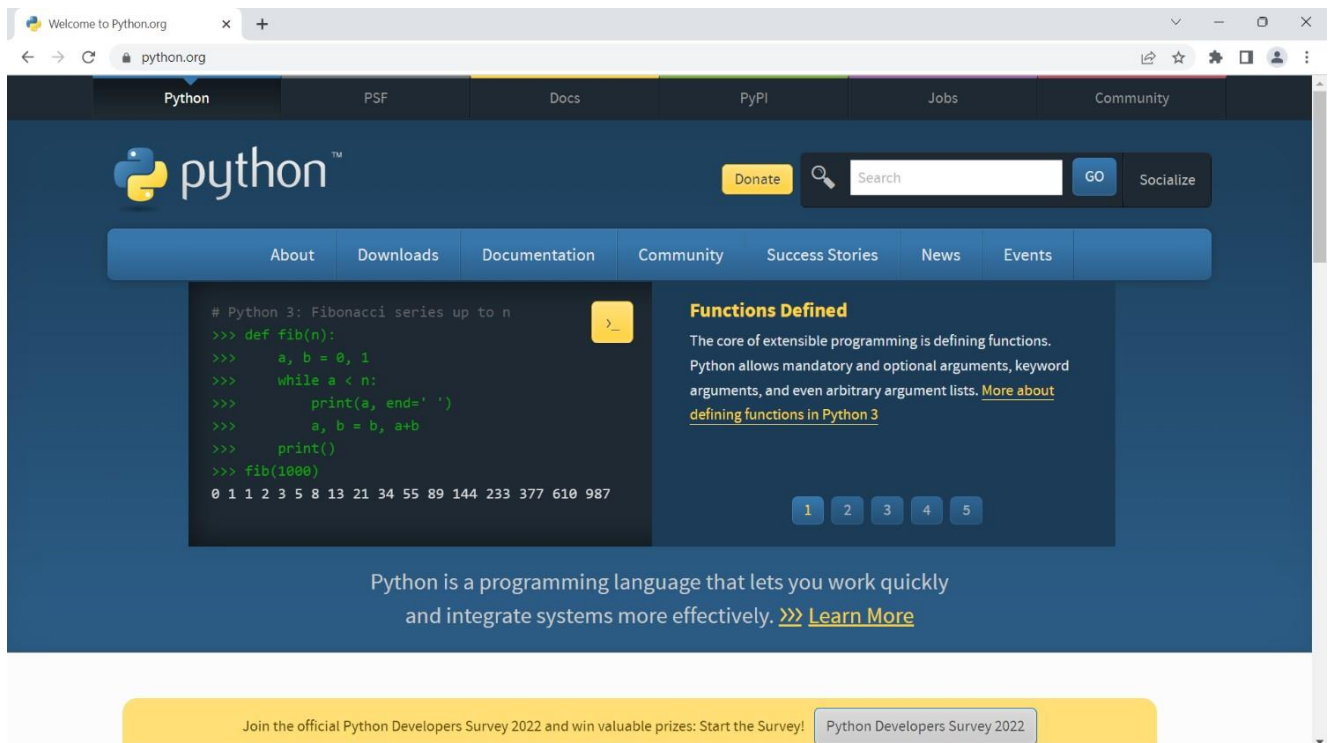 Welcome to Python.org
python.org
Python PSF Docs PyPI Jobs Community
python™
Donate Search GO Socialize
About Downloads Documentation Community Success Stories News Events
# Python 3: Fibonacci series up to n
>>> def fib(n):
>>>     a, b = 0, 1
>>>     while a < n:
>>>         print(a, end=' ')
>>>         a, b = b, a+b
>>>     print()
>>> fib(1000)
0 1 1 2 3 5 8 13 21 34 55 89 144 233 377 610 987
>_
Functions Defined
The core of extensible programming is defining functions.
Python allows mandatory and optional arguments, keyword
arguments, and even arbitrary argument lists. More about
defining functions in Python 3
1 2 3 4 5
Python is a programming language that lets you work quickly
and integrate systems more effectively. >>> Learn More
Join the official Python Developers Survey 2022 and win valuable prizes: Start the Survey! Python Developers Survey 2022